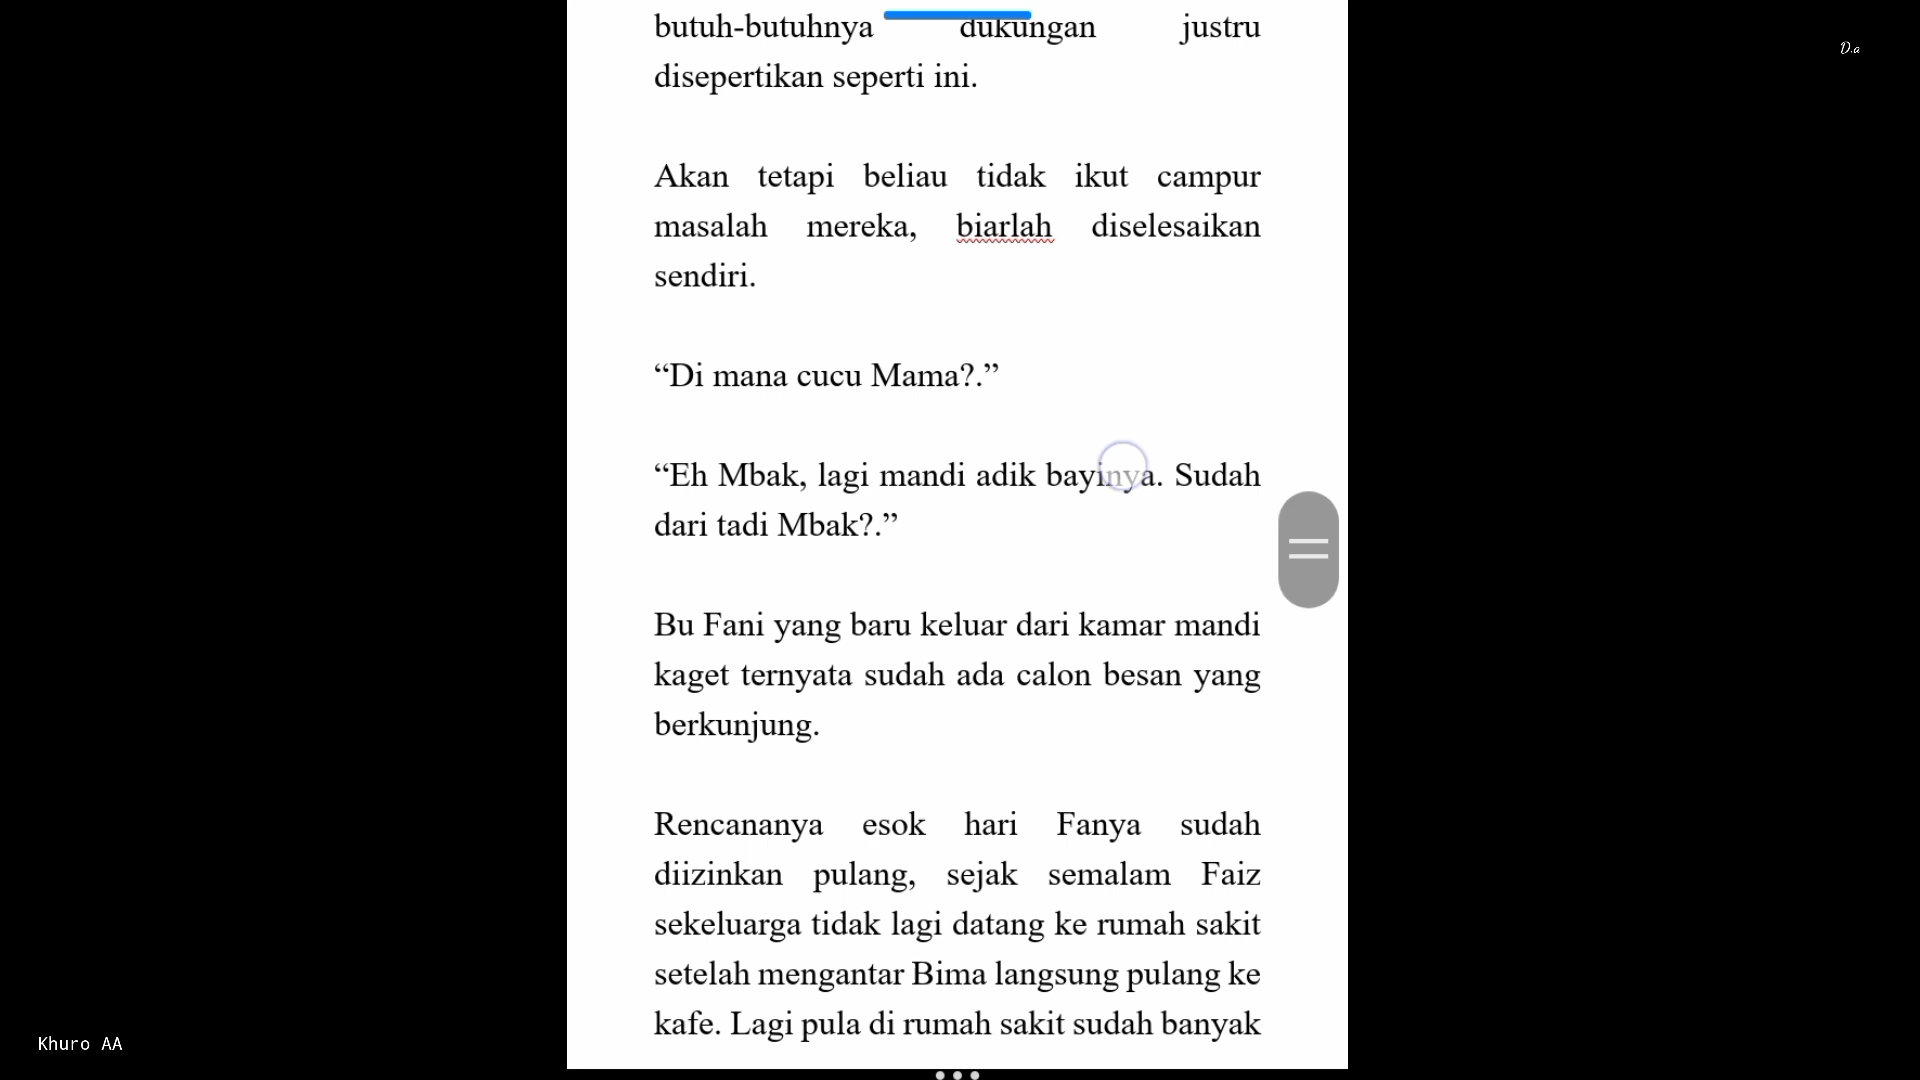 butuh-butuhnya dukungan justru
disepertikan seperti ini.
Akan tetapi beliau tidak ikut campur
masalah mereka, biarlah diselesaikan
sendiri.
“Di mana cucu Mama?.”
“Eh Mbak, lagi mandi adik bayinya. Sudah
dari tadi Mbak?.”
Bu Fani yang baru keluar dari kamar mandi
kaget ternyata sudah ada calon besan yang
berkunjung.
Rencananya esok hari Fanya sudah
diizinkan pulang, sejak semalam Faiz
sekeluarga tidak lagi datang ke rumah sakit
setelah mengantar Bima langsung pulang ke
kafe. Lagi pula di rumah sakit sudah banyak
D.a
Khuro AA